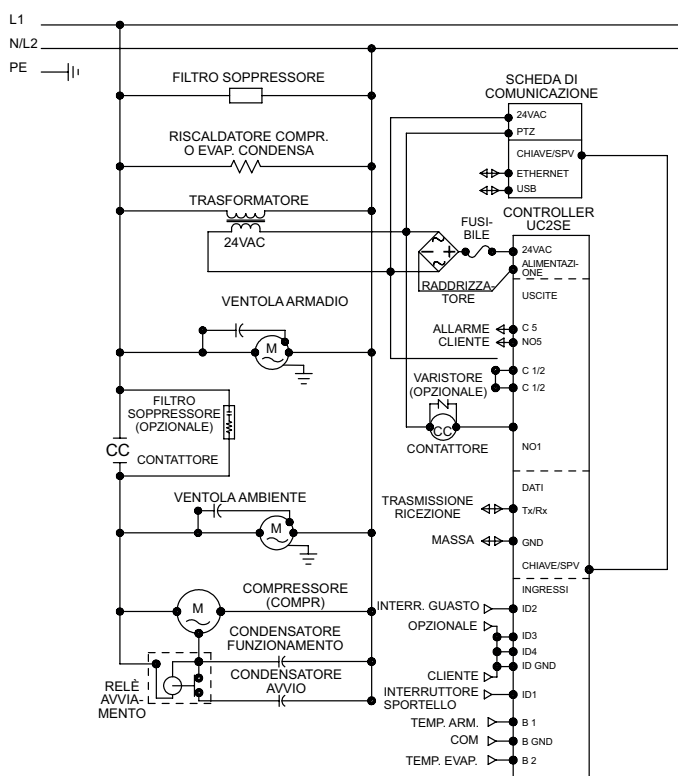 L1
N/L2
PE
FILTRO SOPPRESSORE
RISCALDATORE COMPR.
O EVAP. CONDENSA
TRASFORMATORE
24VAC
VENTOLA ARMADIO
M
FILTRO
SOPPRESSORE
(OPZIONALE)
CC
CONTATTORE
VENTOLA AMBIENTE
M
COMPRESSORE
(COMPR)
M
CONDENSATORE
FUNZIONAMENTO
CONDENSATORE
AVVIO
RELÈ
AVVIA-
MENTO
SCHEDA DI
COMUNICAZIONE
24VAC
PTZ
CHIAVE/SPV
ETHERNET
USB
CONTROLLER
UC2SE
FUSI-
BILE
RADDRIZZA-
TORE
24VAC
ALIMENTAZI-
ONE
USCITE
ALLARME
CLIENTE
C 5
NO5
C 1/2
C 1/2
VARISTORE
(OPZIONALE)
CC
CONTATTORE
NO1
DATI
TRASMISSIONE
RICEZIONE
Tx/Rx
MASSA
GND
CHIAVE/SPV
INGRESSI
INTERR. GUASTO
ID2
OPZIONALE
ID3
ID4
ID GND
CLIENTE
INTERRUTTORE
SPORTELLO
ID1
TEMP. ARM.
B 1
COM
B GND
TEMP. EVAP.
B 2